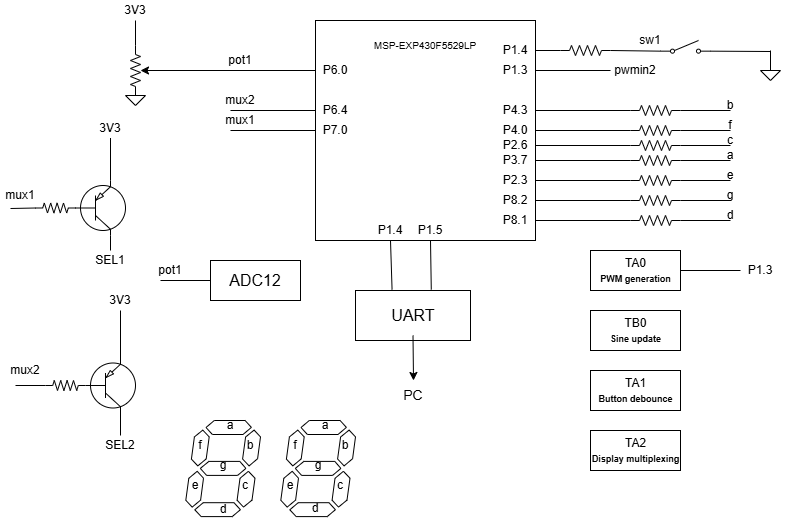 3V3
pot1
MSP-EXP430F5529LP
P6.0
P1.4
sw1
P1.3
pwmin2
mux2
P6.4
mux1
P7.0
P4.3
b
P4.0
f
P2.6
c
P3.7
a
P2.3
e
P8.2
g
P8.1
d
P1.4
P1.5
3V3
mux1
SEL1
pot1
ADC12
UART
PC
3V3
mux2
SEL2
TA0
PWM generation
P1.3
TB0
Sine update
TA1
Button debounce
TA2
Display multiplexing
a
f
b
g
e
c
d
a
f
b
g
e
c
d